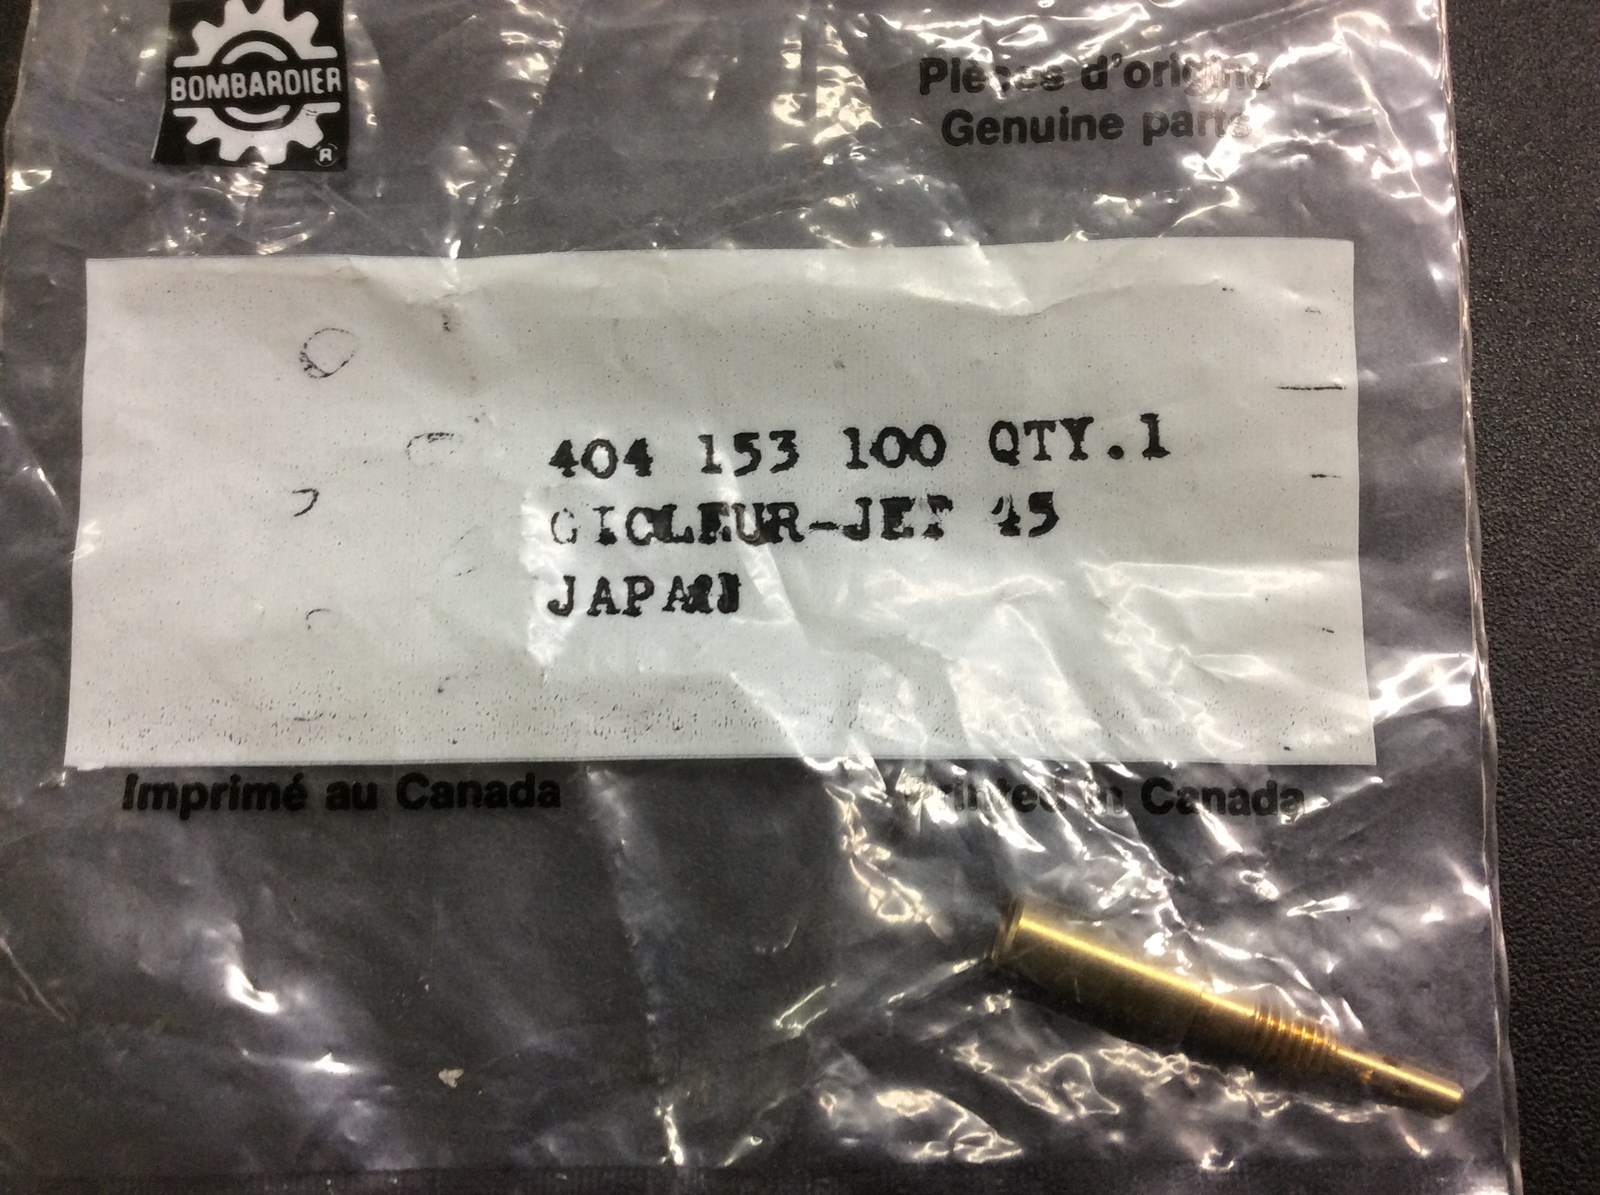 BOMBARDIER
®
Pièces d'origine
Genuine parts
404 153 100 QTY.1
GICLEUR-JET 45
JAPAN
Imprimé au Canada
Printed in Canada